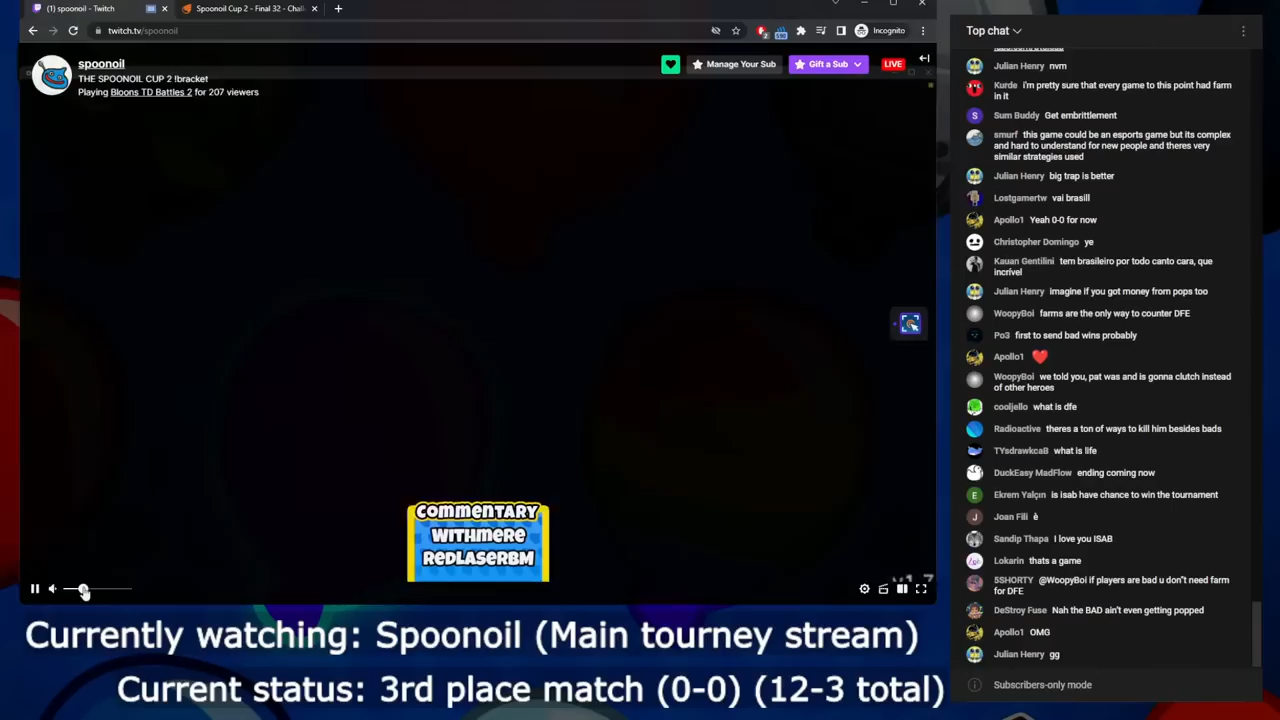 (1) spoonoil - Twitch
Spoonoil Cup 2 - Final 32 - Chall
twitch.tv/spoonoil
Incognito
spoonoil
THE SPOONOIL CUP 2 !bracket
Playing Bloons TD Battles 2 for 207 viewers
Manage Your Sub
Gift a Sub
LIVE
COMMENTARY
WITHMERE
REDLASERBM
Currently watching: Spoonoil (Main tourney stream)
Current status: 3rd place match (0-0) (12-3 total)
Top chat
Julian Henry nvm
Kurde i'm pretty sure that every game to this point had farm
in it
Sum Buddy Get embrittlement
smurf this game could be an esports game but its complex
and hard to understand for new people and theres very
similar strategies used
Julian Henry big trap is better
Lostgamertw vai brasill
Apollo1 Yeah 0-0 for now
Christopher Domingo ye
Kauan Gentilini tem brasileiro por todo canto cara, que
incrível
Julian Henry imagine if you got money from pops too
WoopyBoi farms are the only way to counter DFE
Po3 first to send bad wins probably
Apollo1 ❤️
WoopyBoi we told you, pat was and is gonna clutch instead
of other heroes
cooljello what is dfe
Radioactive theres a ton of ways to kill him besides bads
TYsdrawkcaB what is life
DuckEasy MadFlow ending coming now
Ekrem Yalçın is isab have chance to win the tournament
Joan Fili è
Sandip Thapa I love you ISAB
Lokarin thats a game
5SHORTY @WoopyBoi if players are bad u don"t need farm
for DFE
DeStroy Fuse Nah the BAD ain't even getting popped
Apollo1 OMG
Julian Henry gg
Subscribers-only mode